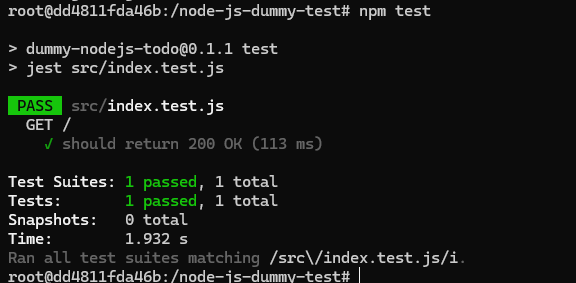 root@dd4811fda46b:/node-js-dummy-test# npm test
> dummy-nodejs-todo@0.1.1 test
> jest src/index.test.js
PASS src/index.test.js
GET /
√ should return 200 OK (113 ms)
Test Suites: 1 passed, 1 total
Tests: 1 passed, 1 total
Snapshots: 0 total
Time: 1.932 s
Ran all test suites matching /src\/index.test.js/i.
root@dd4811fda46b:/node-js-dummy-test#